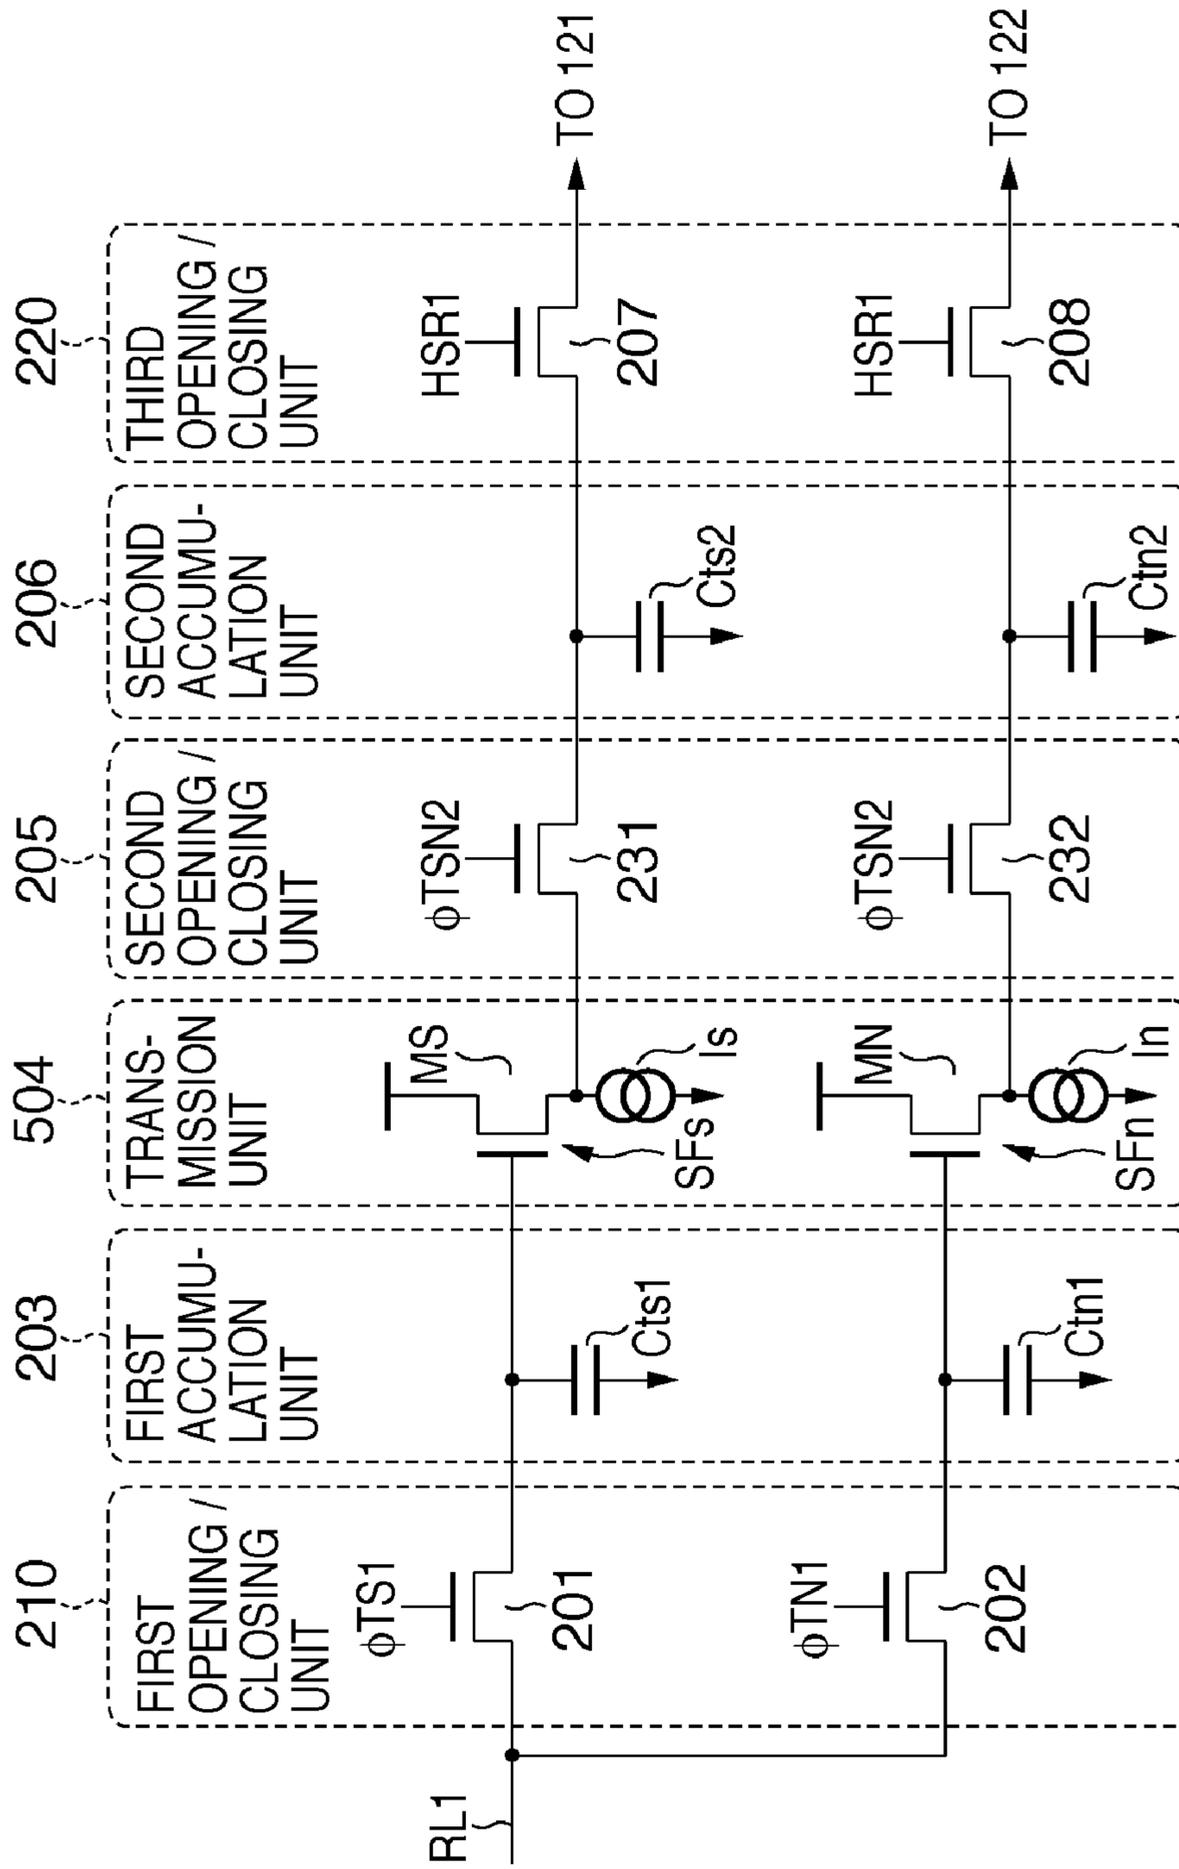 210
203
504
205
206
220
FIRST
OPENING /
CLOSING
UNIT
FIRST
ACCUMU-
LATION
UNIT
TRANS-
MISSION
UNIT
SECOND
OPENING /
CLOSING
UNIT
SECOND
ACCUMU-
LATION
UNIT
THIRD
OPENING /
CLOSING
UNIT
RL1
ϕTS1
201
Cts1
MS
SFs
Is
ϕTSN2
231
Cts2
HSR1
207
TO 121
ϕTN1
202
Ctn1
MN
SFn
In
ϕTSN2
232
Ctn2
HSR1
208
TO 122